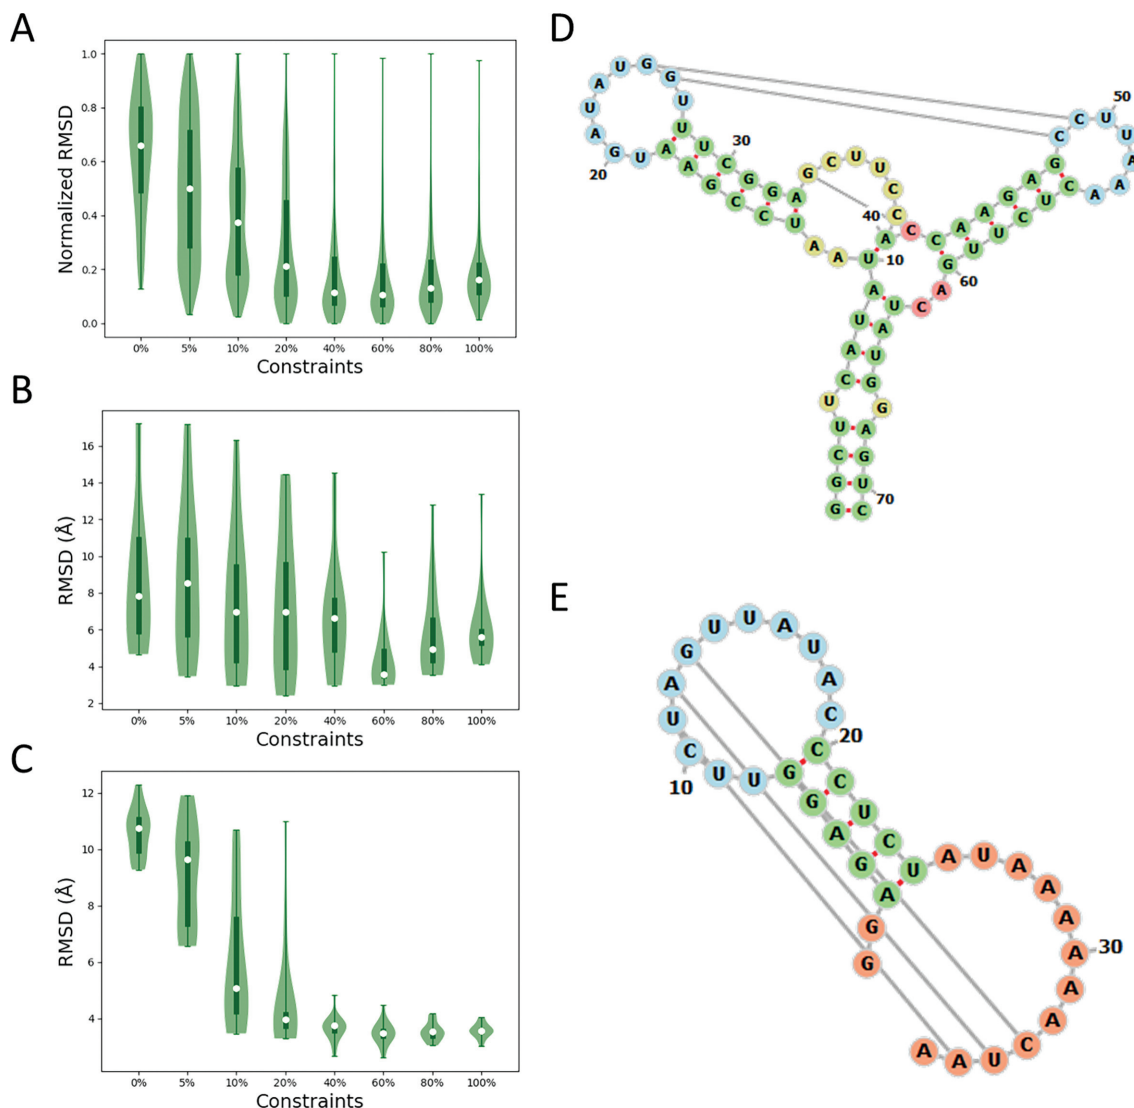 A
Normalized RMSD
1.0
0.8
0.6
0.4
0.2
0.0
0% 5% 10% 20% 40% 60% 80% 100%
Constraints
B
RMSD (Å)
16
14
12
10
8
6
4
2
0% 5% 10% 20% 40% 60% 80% 100%
Constraints
C
RMSD (Å)
12
10
8
6
4
0% 5% 10% 20% 40% 60% 80% 100%
Constraints
D
G G C U U C A U A U A A U C C G A A U G A U A U G G U U U C G G A G C U U C C A C C A A G A G C C U U A A A C U C U U G A C U A U G G A G U C
10
20
30
40
50
60
70
E
G G A G A G G U U C U A G U U A U A C C C U C U A U A A A A A A C U A A
10
20
30